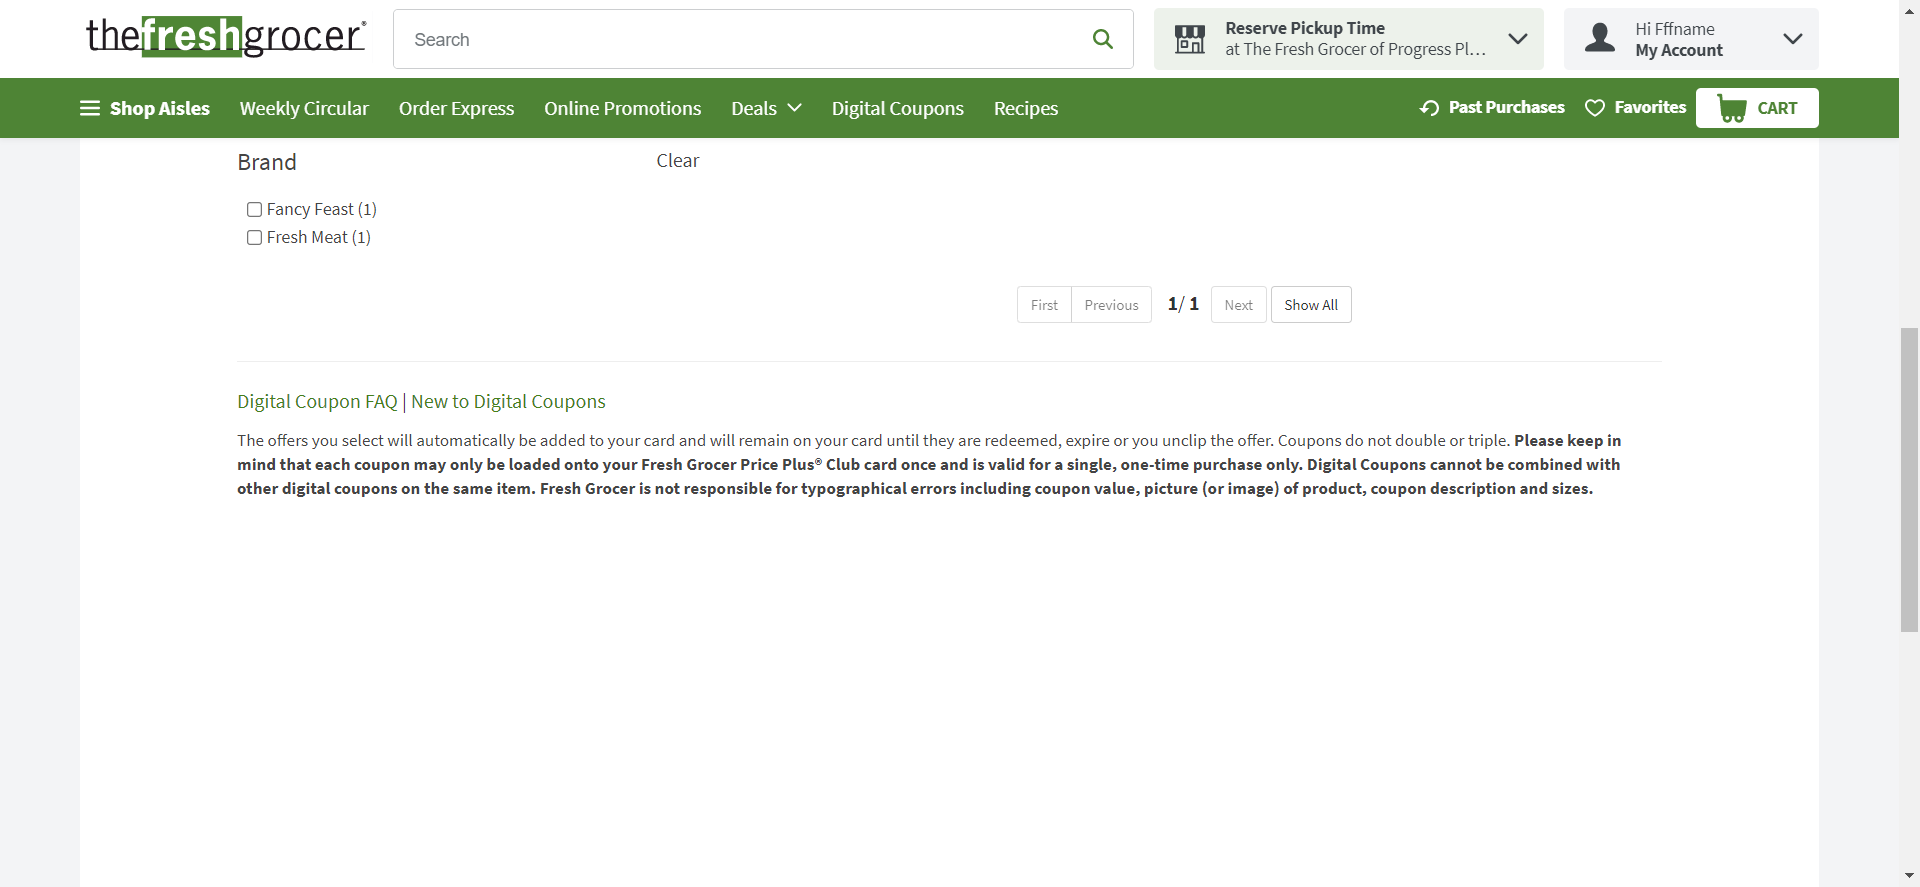 thefreshgrocer®
Search
Reserve Pickup Time
at The Fresh Grocer of Progress Pl...
Hi Fffname
My Account
Shop Aisles
Weekly Circular
Order Express
Online Promotions
Deals
Digital Coupons
Recipes
Past Purchases
Favorites
CART
Brand
Clear
Fancy Feast (1)
Fresh Meat (1)
First
Previous
1/ 1
Next
Show All
Digital Coupon FAQ | New to Digital Coupons
The offers you select will automatically be added to your card and will remain on your card until they are redeemed, expire or you unclip the offer. Coupons do not double or triple. Please keep in
mind that each coupon may only be loaded onto your Fresh Grocer Price Plus® Club card once and is valid for a single, one-time purchase only. Digital Coupons cannot be combined with
other digital coupons on the same item. Fresh Grocer is not responsible for typographical errors including coupon value, picture (or image) of product, coupon description and sizes.